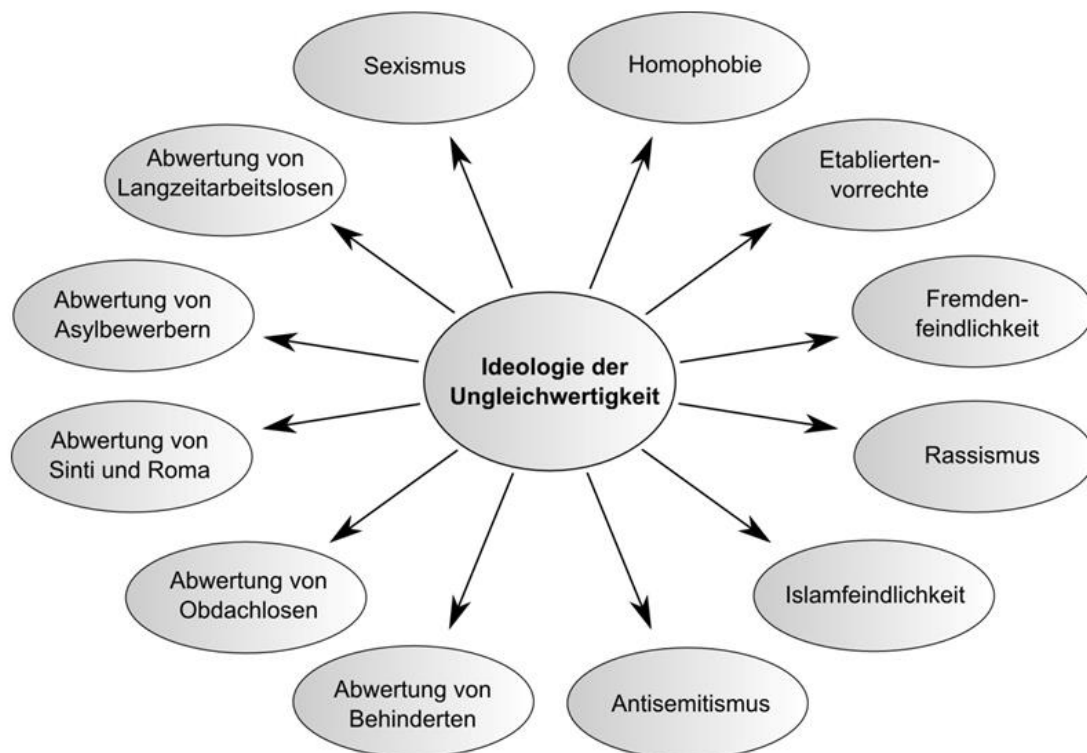 Sexismus
Homophobie
Abwertung von
Langzeitarbeitslosen
Etablierten-
vorrechte
Abwertung von
Asylbewerbern
Fremden-
feindlichkeit
Ideologie der
Ungleichwertigkeit
Abwertung von
Sinti und Roma
Rassismus
Abwertung von
Obdachlosen
Islamfeindlichkeit
Abwertung von
Behinderten
Antisemitismus